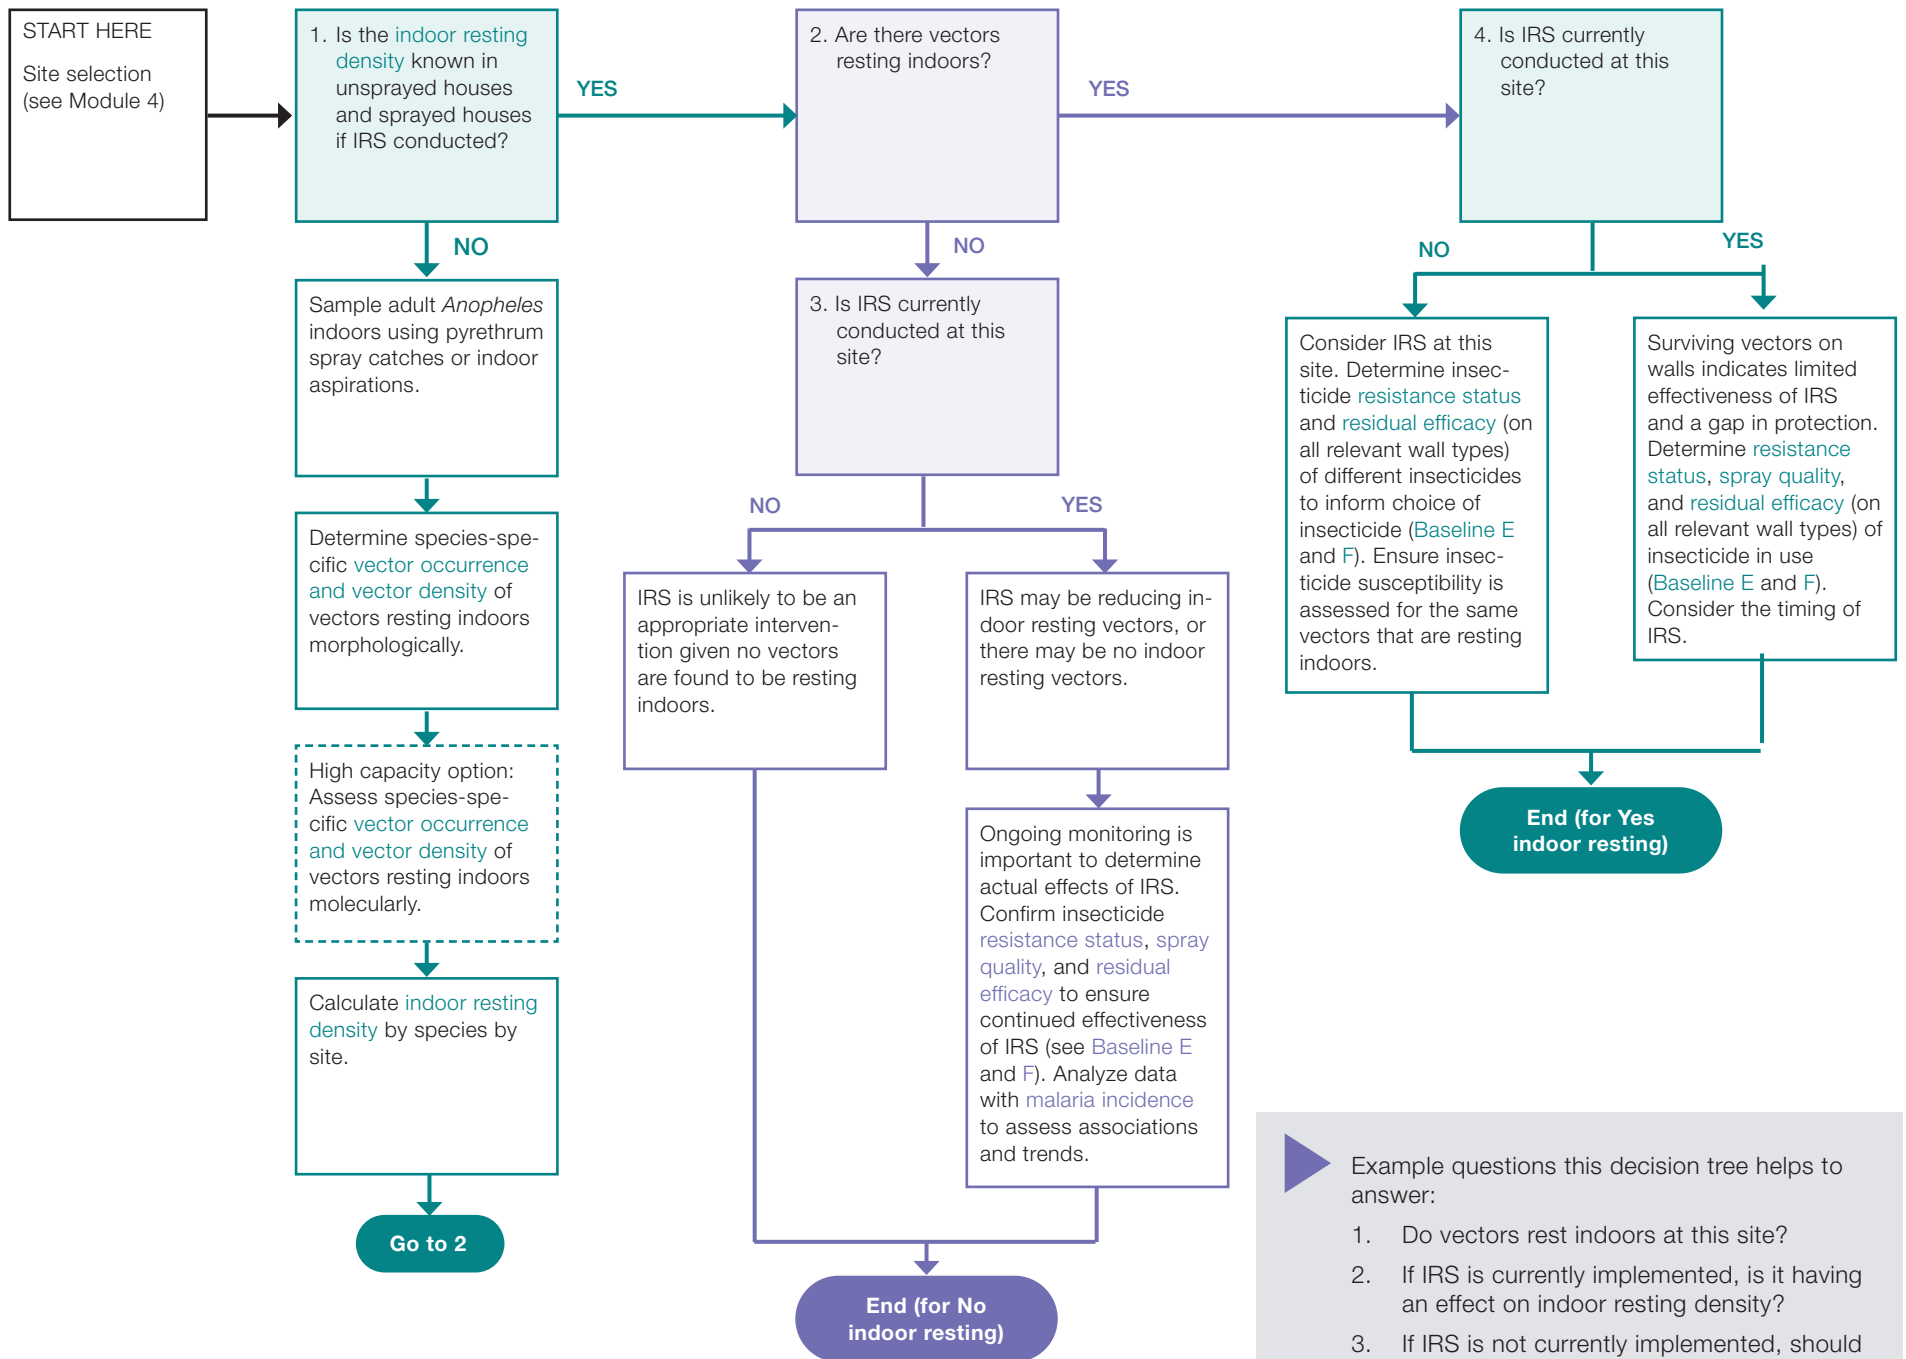 START HERE
Site selection
(see Module 4)
1. Is the indoor resting
density known in
unsprayed houses
and sprayed houses
if IRS conducted?
YES
2. Are there vectors
resting indoors?
YES
4. Is IRS currently
conducted at this
site?
NO
Sample adult Anopheles
indoors using pyrethrum
spray catches or indoor
aspirations.
Determine species-spe-
cific vector occurrence
and vector density of
vectors resting indoors
morphologically.
High capacity option:
Assess species-spe-
cific vector occurrence
and vector density of
vectors resting indoors
molecularly.
Calculate indoor resting
density by species by
site.
Go to 2
NO
3. Is IRS currently
conducted at this
site?
NO
YES
IRS is unlikely to be an
appropriate interven-
tion given no vectors
are found to be resting
indoors.
IRS may be reducing in-
door resting vectors, or
there may be no indoor
resting vectors.
Ongoing monitoring is
important to determine
actual effects of IRS.
Confirm insecticide
resistance status, spray
quality, and residual
efficacy to ensure
continued effectiveness
of IRS (see Baseline E
and F). Analyze data
with malaria incidence
to assess associations
and trends.
End (for No
indoor resting)
NO
YES
Consider IRS at this
site. Determine insec-
ticide resistance status
and residual efficacy (on
all relevant wall types)
of different insecticides
to inform choice of
insecticide (Baseline E
and F). Ensure insec-
ticide susceptibility is
assessed for the same
vectors that are resting
indoors.
Surviving vectors on
walls indicates limited
effectiveness of IRS
and a gap in protection.
Determine resistance
status, spray quality,
and residual efficacy (on
all relevant wall types) of
insecticide in use
(Baseline E and F).
Consider the timing of
IRS.
End (for Yes
indoor resting)
Example questions this decision tree helps to
answer:
1. Do vectors rest indoors at this site?
2. If IRS is currently implemented, is it having
an effect on indoor resting density?
3. If IRS is not currently implemented, should